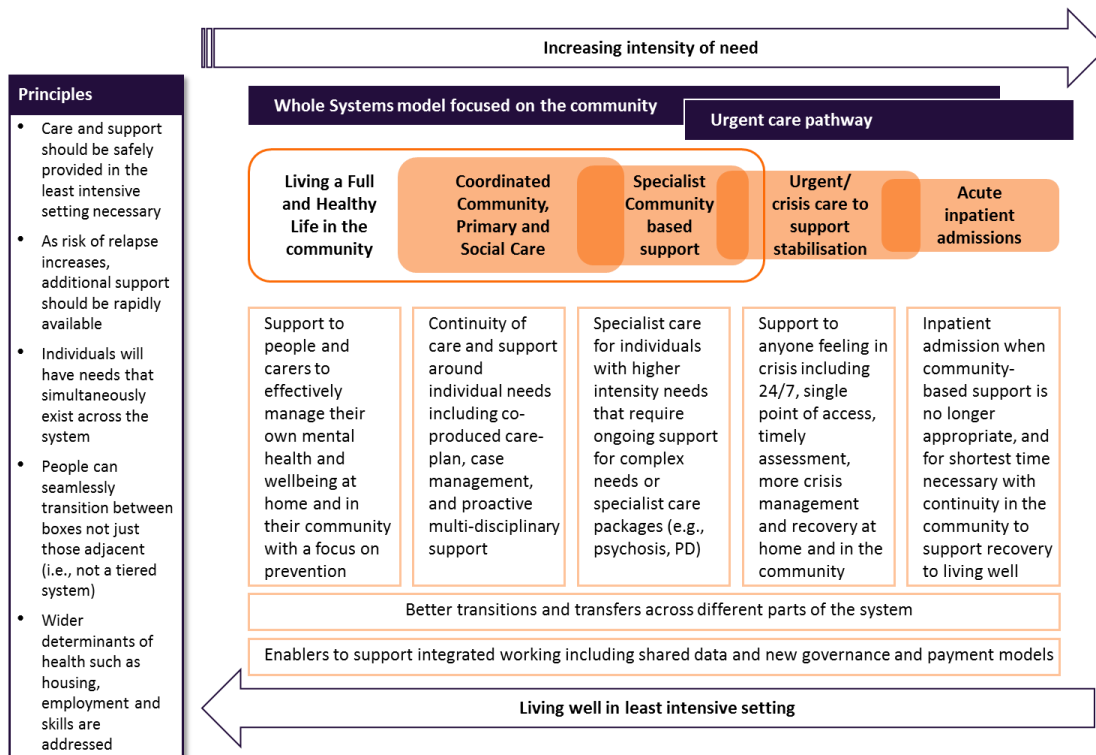 Increasing intensity of need
Principles
• Care and support
should be safely
provided in the
least intensive
setting necessary
• As risk of relapse
increases,
additional support
should be rapidly
available
• Individuals will
have needs that
simultaneously
exist across the
system
• People can
seamlessly
transition between
boxes not just
those adjacent
(i.e., not a tiered
system)
• Wider
determinants of
health such as
housing,
employment and
skills are
addressed
Whole Systems model focused on the community
Urgent care pathway
Living a Full
and Healthy
Life in the
community
Coordinated
Community,
Primary and
Social Care
Specialist
Community
based
support
Urgent/
crisis care to
support
stabilisation
Acute
inpatient
admissions
Support to
people and
carers to
effectively
manage their
own mental
health and
wellbeing at
home and in
their community
with a focus on
prevention
Continuity of
care and support
around
individual needs
including co-
produced care-
plan, case
management,
and proactive
multi-disciplinary
support
Specialist care
for individuals
with higher
intensity needs
that require
ongoing support
for complex
needs or
specialist care
packages (e.g.,
psychosis, PD)
Support to
anyone feeling in
crisis including
24/7, single
point of access,
timely
assessment,
more crisis
management
and recovery at
home and in the
community
Inpatient
admission when
community-
based support is
no longer
appropriate, and
for shortest time
necessary with
continuity in the
community to
support recovery
to living well
Better transitions and transfers across different parts of the system
Enablers to support integrated working including shared data and new governance and payment models
Living well in least intensive setting